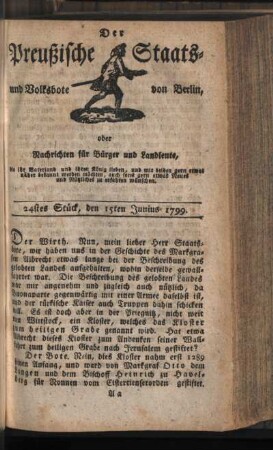 Der
Preußische Staats-
und Volksbote von Berlin,
oder
Nachrichten für Bürger und Landleute,
die ihr Vaterland und ihren König lieben, und mit beiden gern etwas
näher bekannt werden möchten, auch sonst gern etwas Neues
und Nützliches zu erfahren wünschen.
24stes Stück, den 15ten Junius 1799.
Der Wirth. Nun, mein lieber Herr Staats-
bote, wir haben uns in der Geschichte des Markgra-
fen Albrecht etwas lange bei der Beschreibung des
gelobten Landes aufgehalten, wohin derselbe gewall-
fahrtet war. Die Beschreibung des gelobten Landes
war mir angenehm und zugleich auch nützlich, da
Buonaparte gegenwärtig mit einer Armee daselbst ist,
und der türkische Kaiser auch Truppen dahin schicken
will. Es ist doch aber in der Priegnitz, nicht weit
von Wittstock, ein Kloster, welches das Kloster
zum heiligen Grabe genannt wird. Hat etwa
Albrecht dieses Kloster zum Andenken seiner Wall-
fahrt zum heiligen Grabe nach Jerusalem gestiftet?
Der Bote. Nein, dies Kloster nahm erst 1289
seinen Anfang, und ward von Markgraf Otto dem
Langen und dem Bischoff Heinrich zu Havel-
berg für Nonnen vom Cistertienserorden gestiftet.
A a